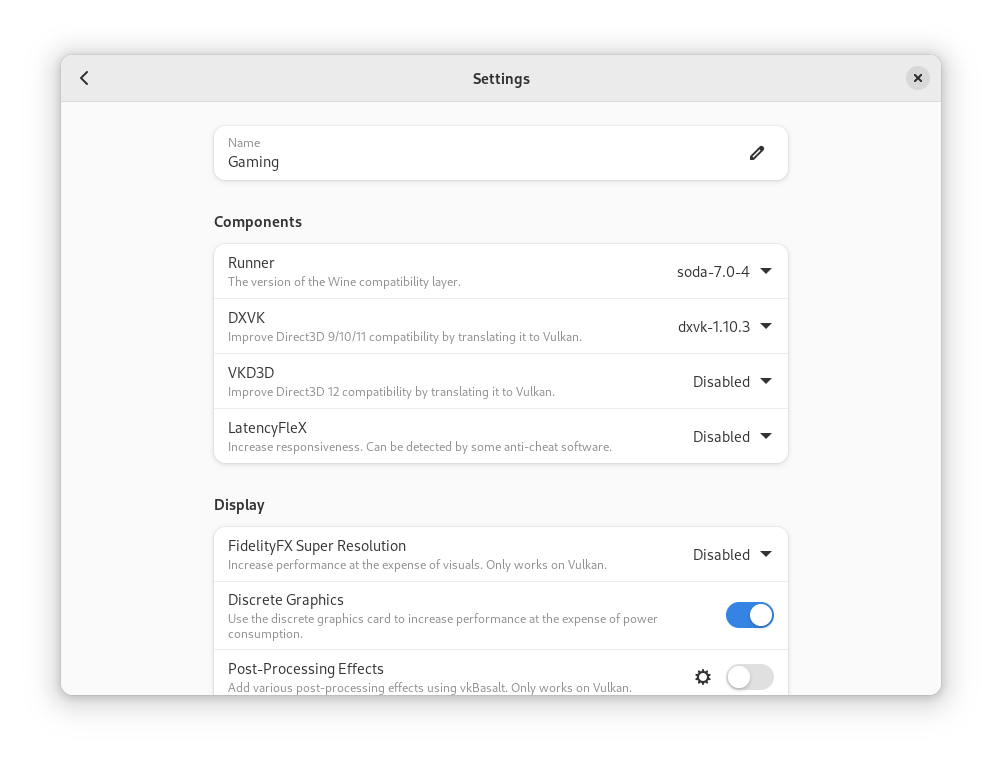 Settings
Name
Gaming
Components
Runner
The version of the Wine compatibility layer.
soda-7.0-4
DXVK
Improve Direct3D 9/10/11 compatibility by translating it to Vulkan.
dxvk-1.10.3
VKD3D
Improve Direct3D 12 compatibility by translating it to Vulkan.
Disabled
LatencyFleX
Increase responsiveness. Can be detected by some anti-cheat software.
Disabled
Display
FidelityFX Super Resolution
Increase performance at the expense of visuals. Only works on Vulkan.
Disabled
Discrete Graphics
Use the discrete graphics card to increase performance at the expense of power
consumption.
Post-Processing Effects
Add various post-processing effects using vkBasalt. Only works on Vulkan.